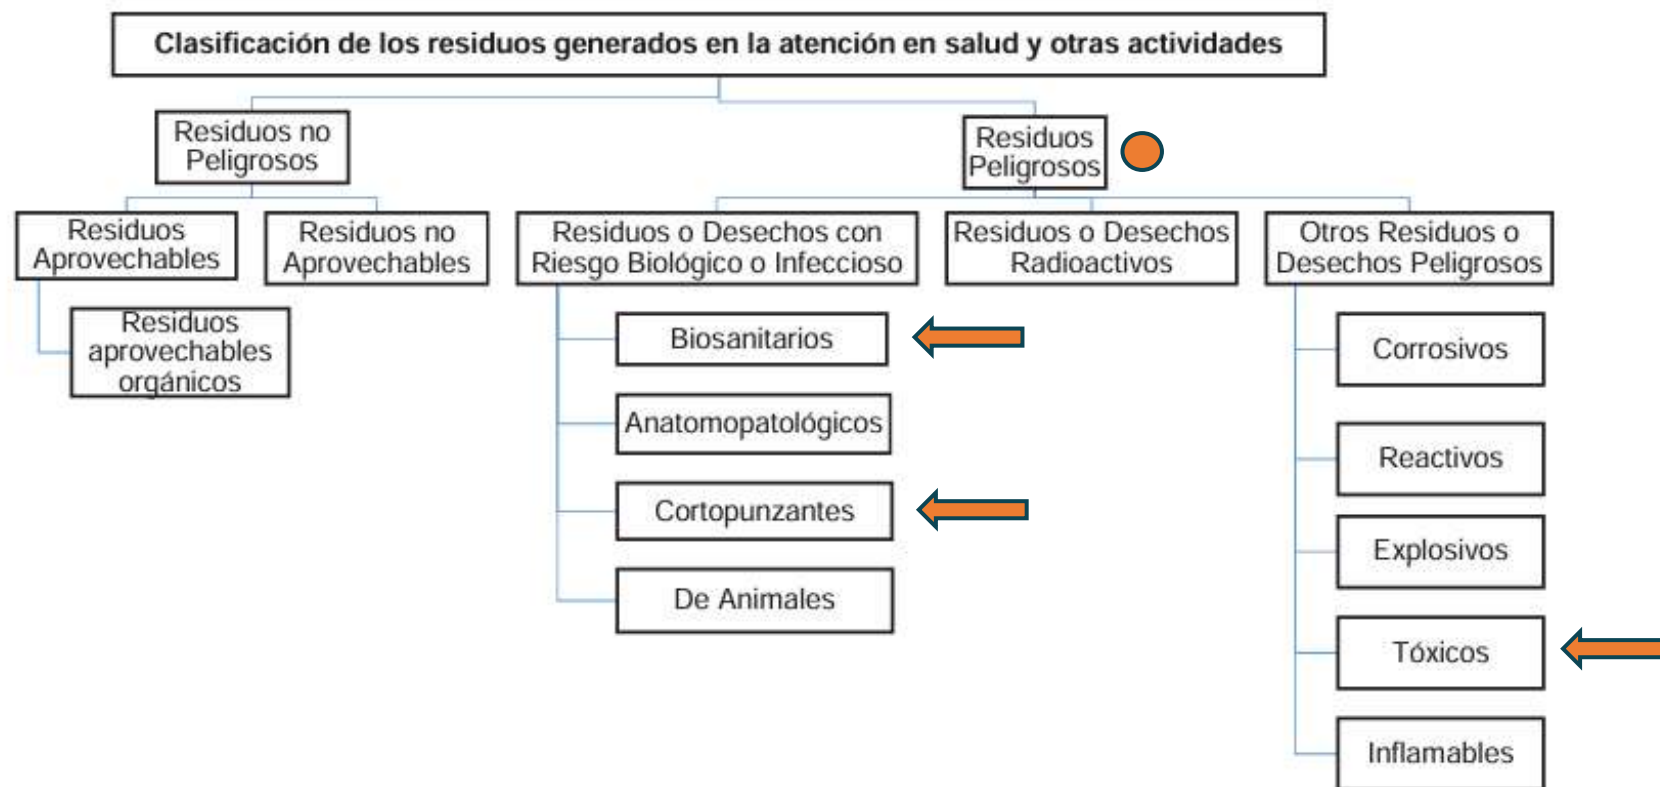 Clasificación de los residuos generados en la atención en salud y otras actividades
Residuos no
Peligrosos
Residuos
Peligrosos
Residuos
Aprovechables
Residuos no
Aprovechables
Residuos o Desechos con
Riesgo Biológico o Infeccioso
Residuos o Desechos
Radioactivos
Otros Residuos o
Desechos Peligrosos
Residuos
aprovechables
orgánicos
Biosanitarios
Anatomopatológicos
Cortopunzantes
De Animales
Corrosivos
Reactivos
Explosivos
Tóxicos
Inflamables